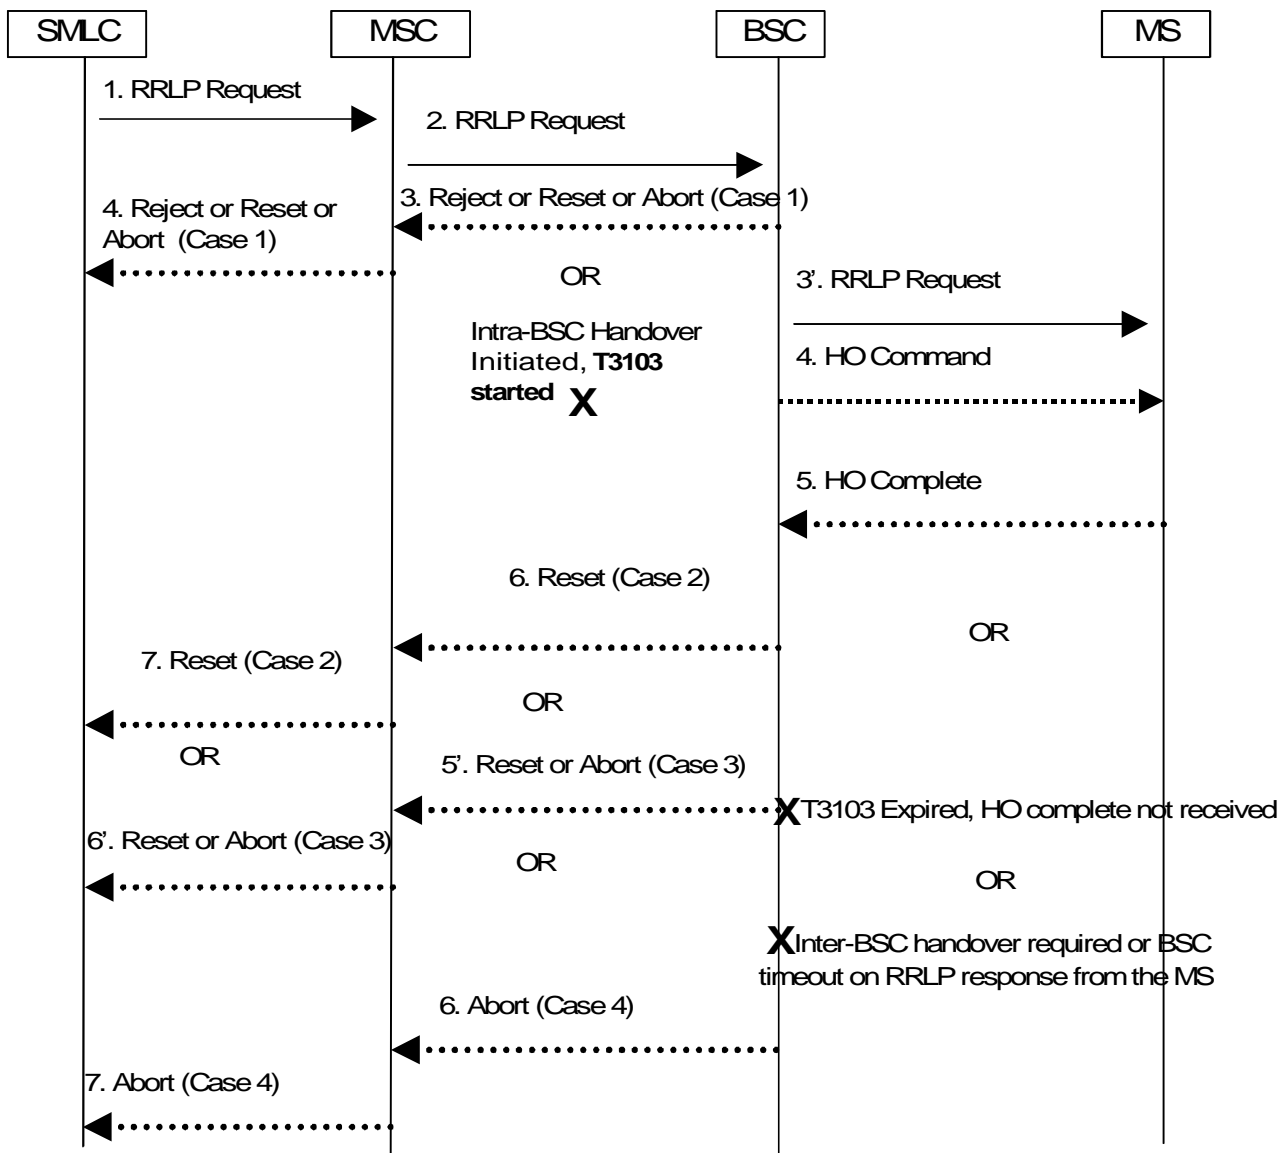 SMLC
MSC
BSC
MS
1. RRLP Request
2. RRLP Request
3. Reject or Reset or Abort (Case 1)
4. Reject or Reset or
Abort (Case 1)
OR
3'. RRLP Request
Intra-BSC Handover
Initiated, T3103
started X
4. HO Command
5. HO Complete
6. Reset (Case 2)
OR
7. Reset (Case 2)
OR
OR
5'. Reset or Abort (Case 3)
X T3103 Expired, HO complete not received
6'. Reset or Abort (Case 3)
OR
OR
X Inter-BSC handover required or BSC
timeout on RRLP response from the MS
6. Abort (Case 4)
7. Abort (Case 4)